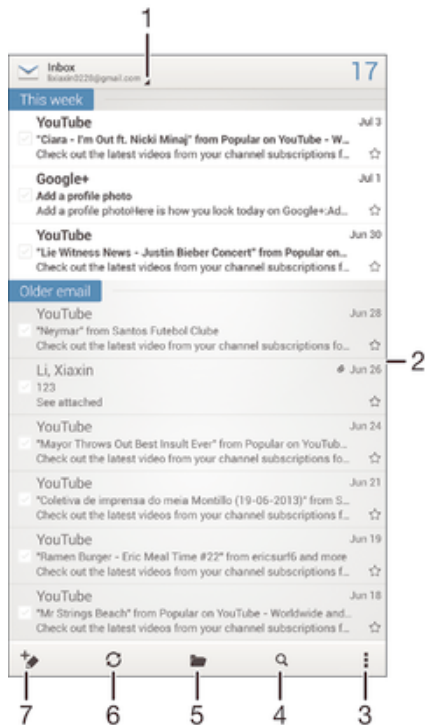 1
Inbox
lixiaxin0220@gmail.com
17
This week
YouTube Jul 3
"Ciara - I'm Out ft. Nicki Minaj" from Popular on YouTube - W...
Check out the latest videos from your channel subscriptions f...
Google+ Jul 1
Add a profile photo
Add a profile photoHere is how you look today on Google+:Ad...
YouTube Jun 30
"Lie Witness News - Justin Bieber Concert" from Popular on...
Check out the latest videos from your channel subscriptions f...
Older email
YouTube Jun 28
"Neymar" from Santos Futebol Clube
Check out the latest video from your channel subscriptions fo...
2
Li, Xiaxin Jun 26
123
See attached
YouTube Jun 24
"Mayor Throws Out Best Insult Ever" from Popular on YouTub...
Check out the latest video from your channel subscriptions fo...
YouTube Jun 21
"Coletiva de imprensa do meia Montillo (19-06-2013)" from S...
Check out the latest videos from your channel subscriptions f...
YouTube Jun 19
"Ramen Burger - Eric Meal Time #22" from ericsurf6 and more
Check out the latest videos from your channel subscriptions f...
YouTube Jun 18
"Mr Strings Beach" from Popular on YouTube - Worldwide and...
Check out the latest videos from your channel subscriptions f...
7 6 5 4 3